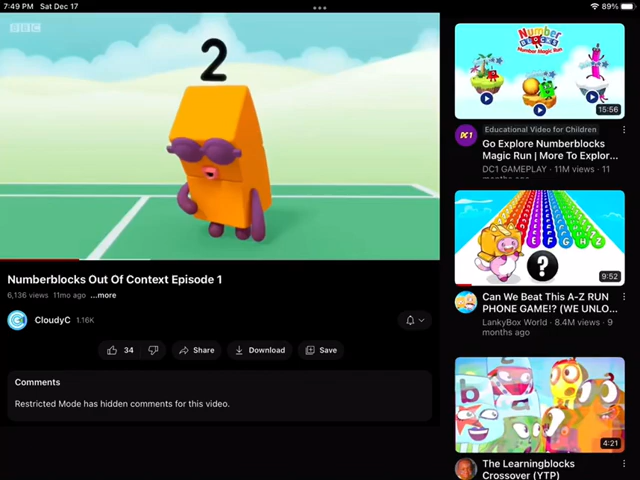 7:49 PM Sat Dec 17
89%
BBC
2
Numberblocks Out Of Context Episode 1
6,136 views 11mo ago ...more
CloudyC 1.16K
34
Share
Download
Save
Comments
Restricted Mode has hidden comments for this video.
Number
BLOCKS
Number Magic Run
15:56
DC1
Educational Video for Children
Go Explore Numberblocks
Magic Run | More To Explor...
DC1 GAMEPLAY · 11M views · 11
months ago
E F G H Z
?
9:52
Can We Beat This A-Z RUN
PHONE GAME!? (WE UNLO...
LankyBox World · 8.4M views · 9
months ago
b
4:21
The Learningblocks
Crossover (YTP)